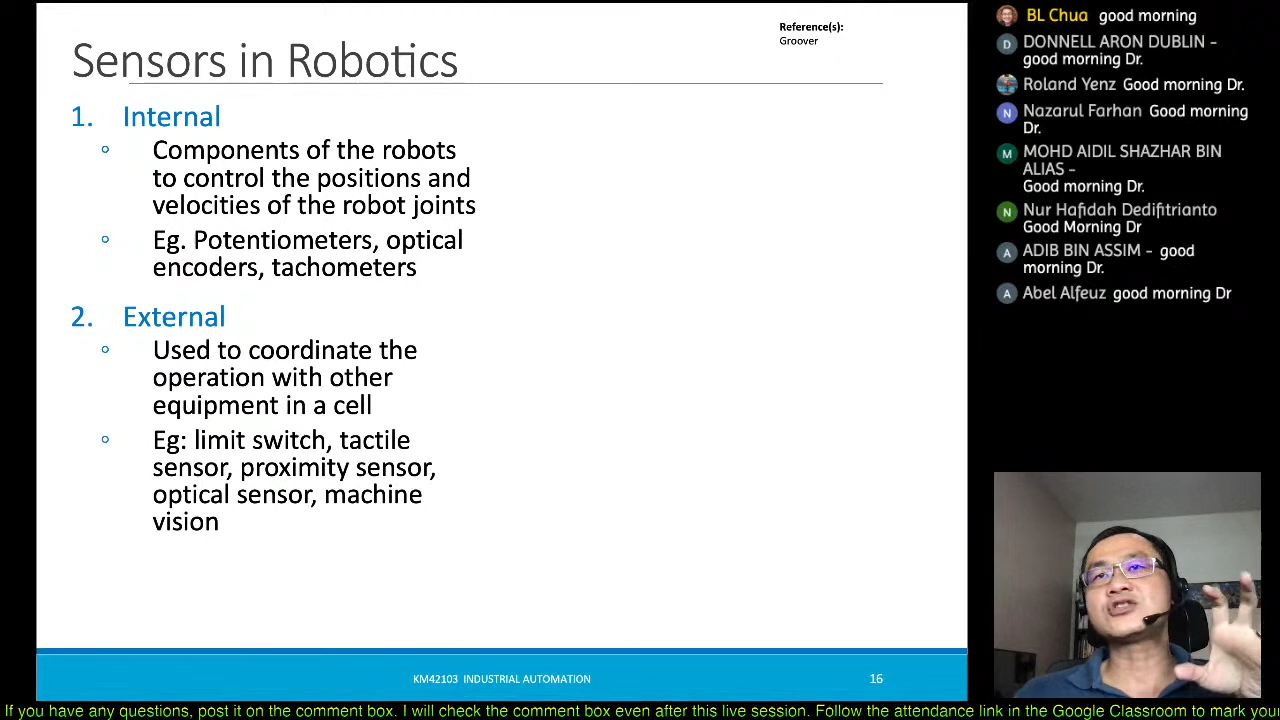 Sensors in Robotics
Reference(s):
Groover
1. Internal
Components of the robots
to control the positions and
velocities of the robot joints
Eg. Potentiometers, optical
encoders, tachometers
2. External
Used to coordinate the
operation with other
equipment in a cell
Eg: limit switch, tactile
sensor, proximity sensor,
optical sensor, machine
vision
KM42103 INDUSTRIAL AUTOMATION
16
BL Chua good morning
D DONNELL ARON DUBLIN -
good morning Dr.
Roland Yenz Good morning Dr.
N Nazarul Farhan Good morning
Dr.
M MOHD AIDIL SHAZHAR BIN
ALIAS -
Good morning Dr.
N Nur Hafidah Dedifitrianto
Good Morning Dr
A ADIB BIN ASSIM - good
morning Dr.
A Abel Alfeuz good morning Dr
If you have any questions, post it on the comment box. I will check the comment box even after this live session. Follow the attendance link in the Google Classroom to mark you